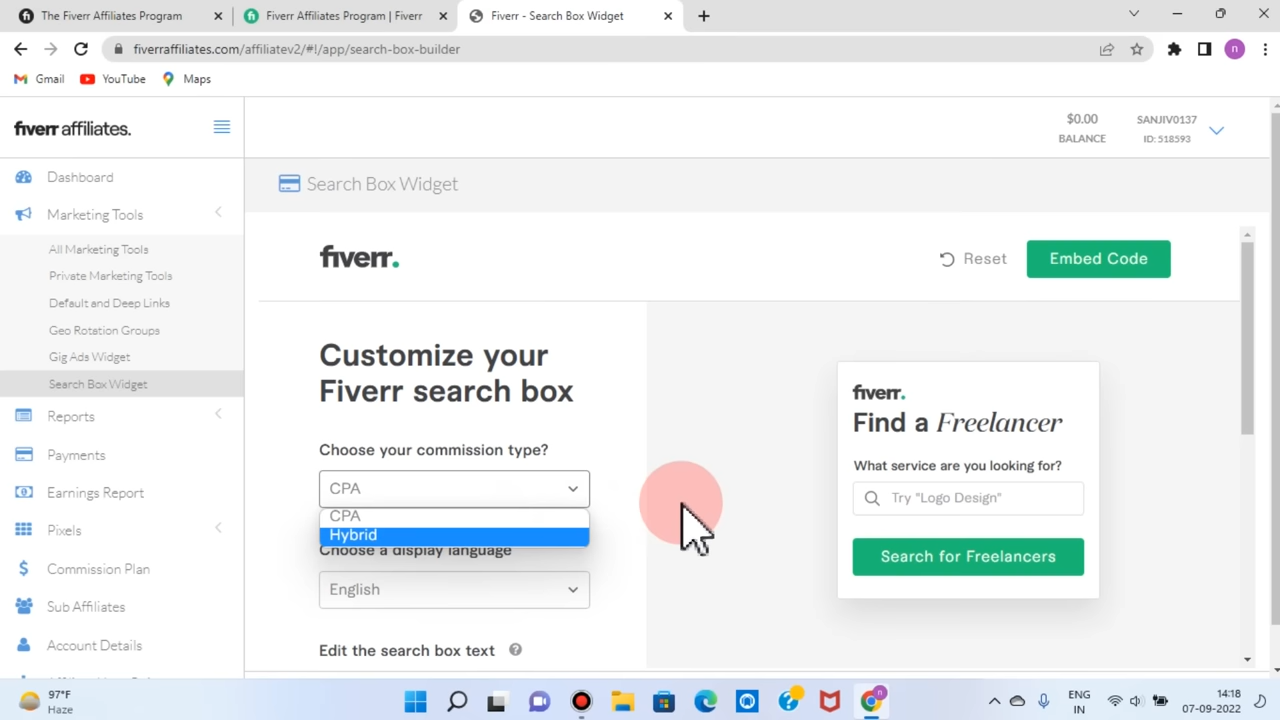 The Fiverr Affiliates Program
Fiverr Affiliates Program | Fiverr
Fiverr - Search Box Widget
fiverraffiliates.com/affiliatev2/#!/app/search-box-builder
n
Gmail
YouTube
Maps
fiverr affiliates.
$0.00
BALANCE
SANJIV0137
ID: 518593
Dashboard
Marketing Tools
All Marketing Tools
Private Marketing Tools
Default and Deep Links
Geo Rotation Groups
Gig Ads Widget
Search Box Widget
Reports
Payments
Earnings Report
Pixels
Commission Plan
Sub Affiliates
Account Details
Search Box Widget
fiverr.
Reset
Embed Code
Customize your
Fiverr search box
Choose your commission type?
CPA
CPA
Hybrid
Choose a display language
English
Edit the search box text
fiverr.
Find a Freelancer
What service are you looking for?
Try "Logo Design"
Search for Freelancers
97°F
Haze
ENG
IN
14:18
07-09-2022